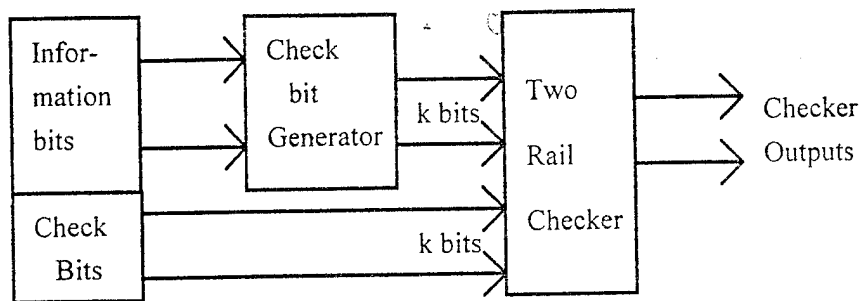 Infor-
mation
bits
Check
bit
Generator
k bits
Two
Rail
Checker
Checker
Outputs
Check
Bits
k bits